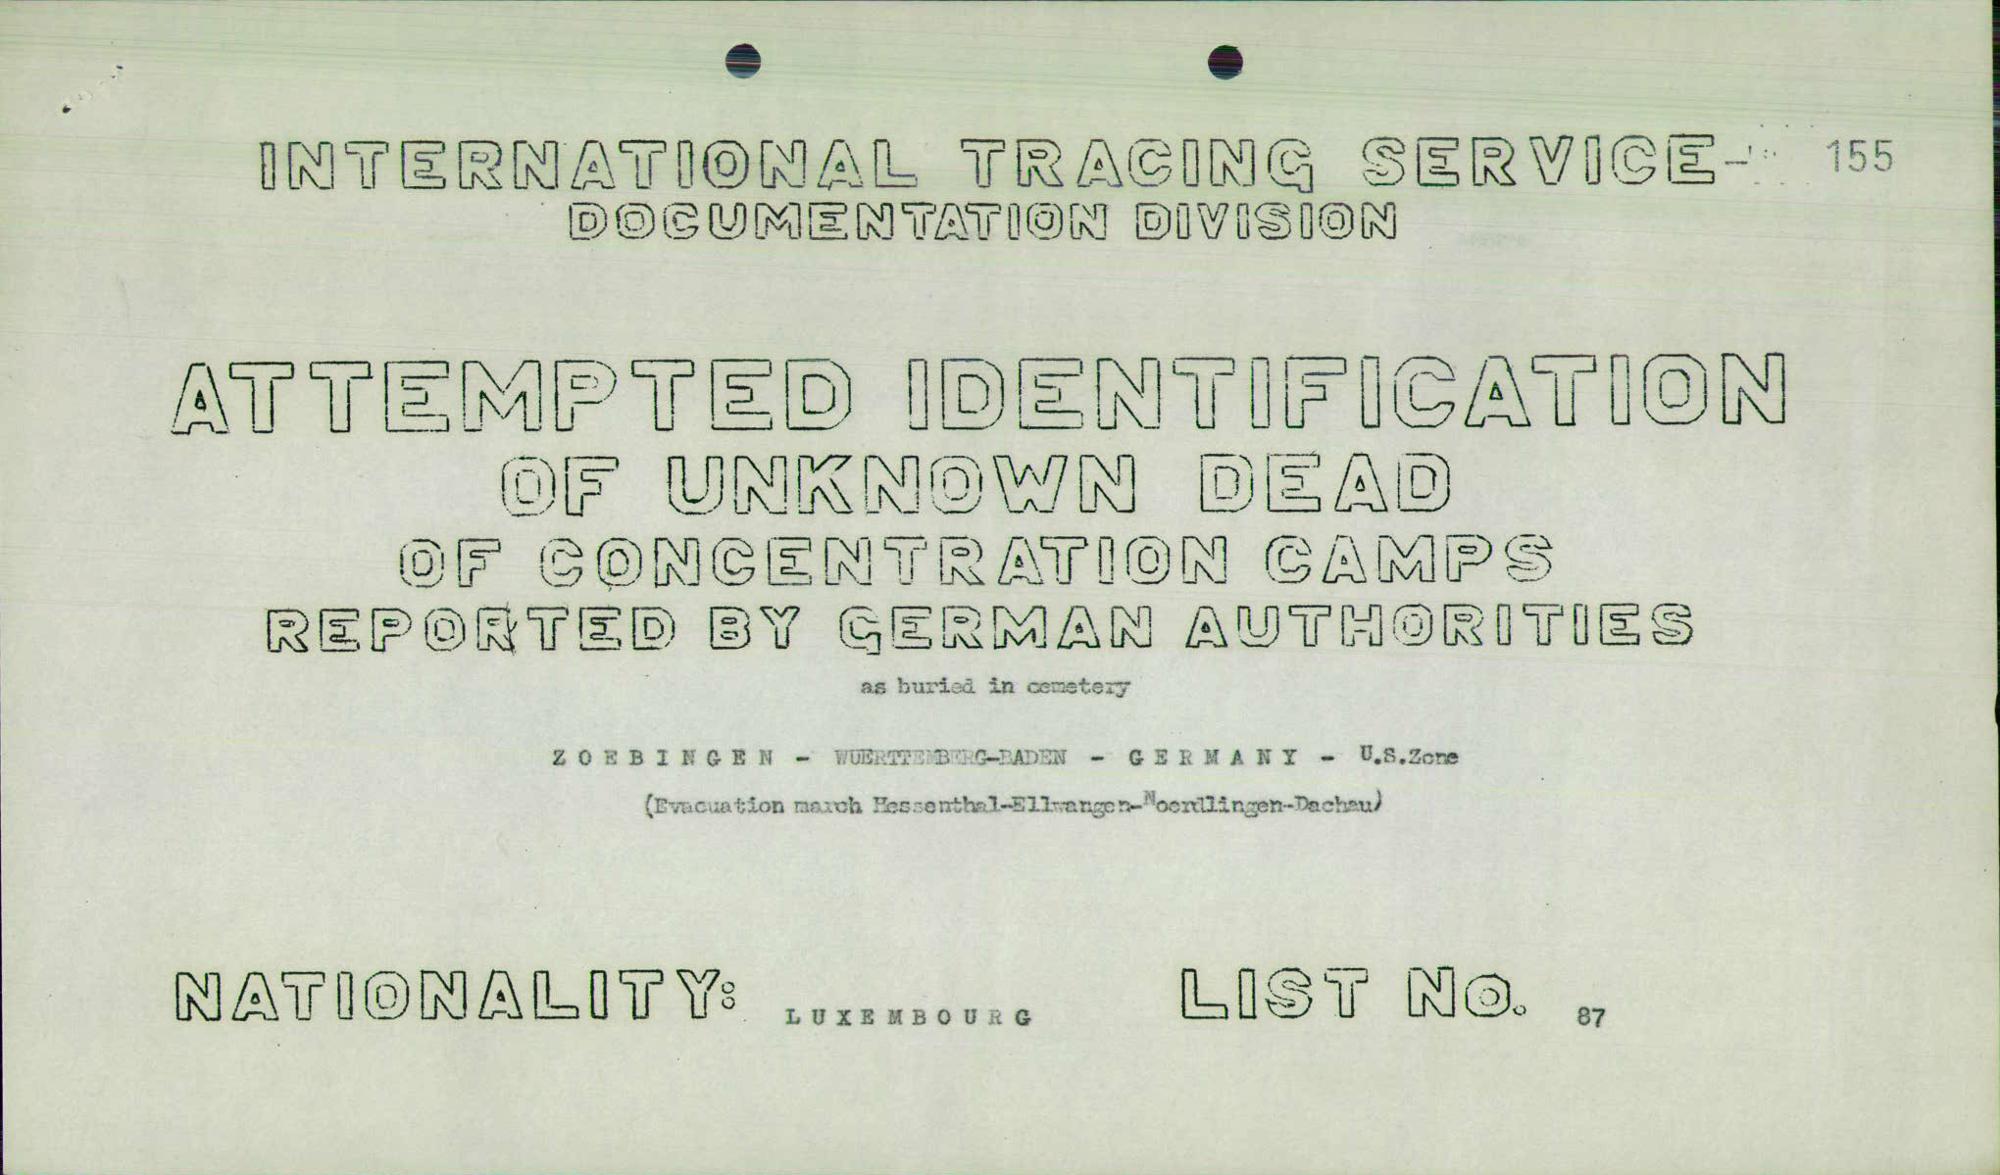 INTERNATIONAL TRACING SERVICE- 155
DOCUMENTATION DIVISION
ATTEMPTED IDENTIFICATION
OF UNKNOWN DEAD
OF CONCENTRATION CAMPS
REPORTED BY GERMAN AUTHORITIES
as buried in cemetery
ZOEBINGEN - WUERTTEMBERG-BADEN - GERMANY - U.S.Zone
(Evacuation march Hessenthal-Ellwangen-Noerdlingen-Dachau)
NATIONALITY: LUXEMBOURG LIST No. 87